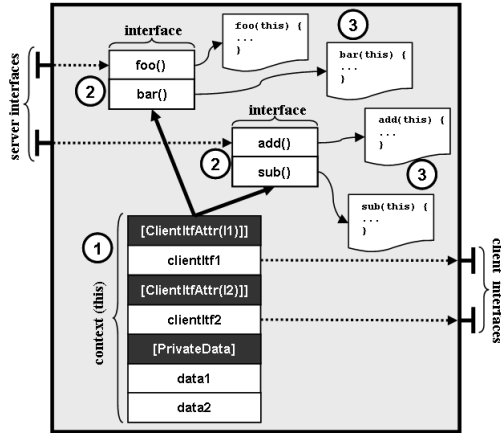 interface
foo(this) {
...
}
3
foo()
bar(this) {
...
}
2
bar()
server interfaces
interface
add(this) {
...
}
add()
2
sub()
3
sub(this) {
...
}
1
[ClientItfAttr(I1)]]
clientItf1
[ClientItfAttr(I2)]]
clientItf2
[PrivateData]
data1
data2
context (this)
client interfaces